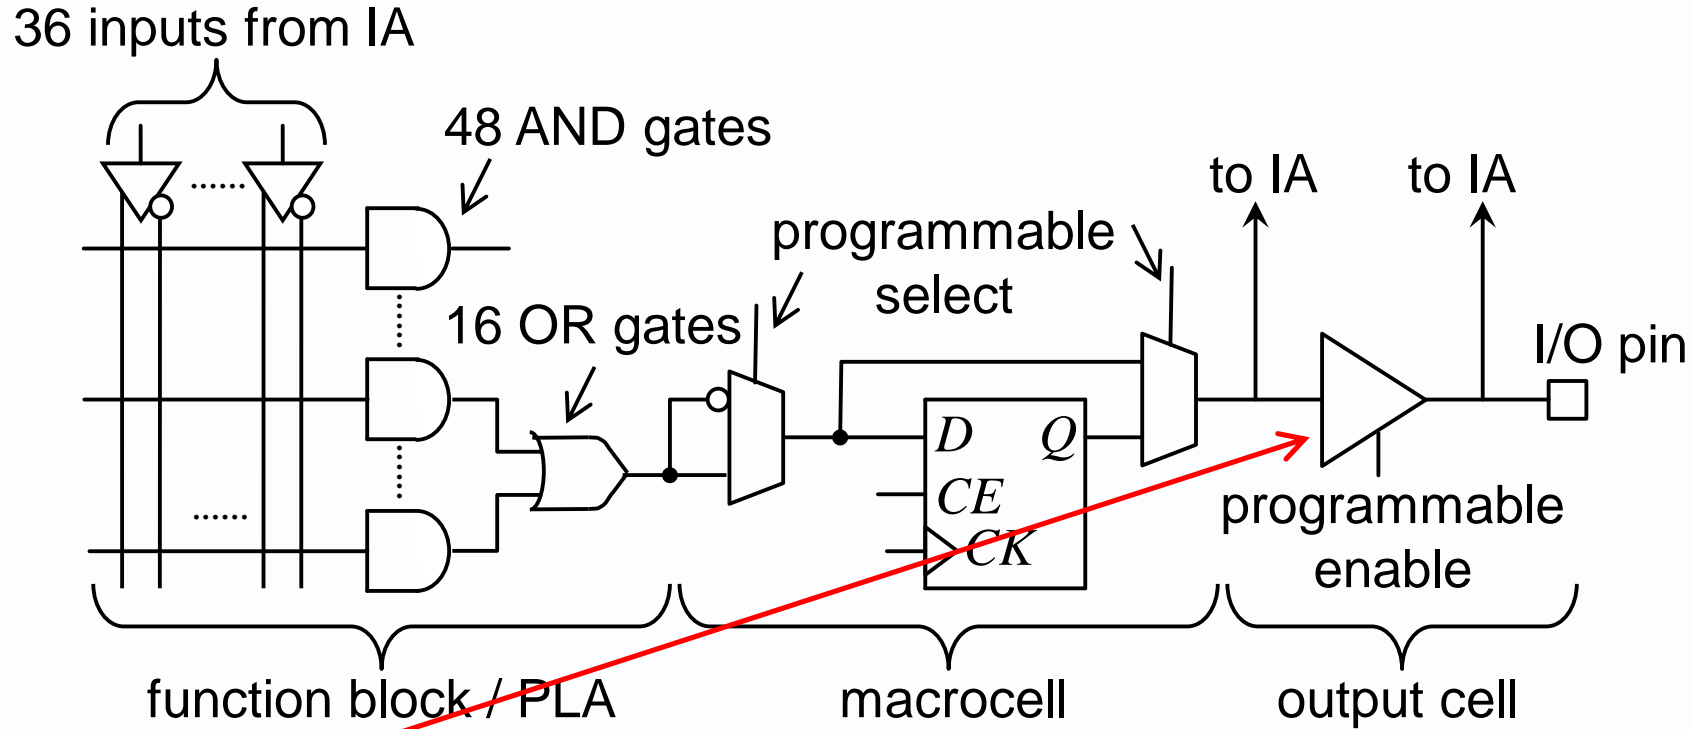 36 inputs from IA
48 AND gates
to IA
to IA
programmable
select
16 OR gates
I/O pin
D
Q
CE
CK
programmable
enable
function block / PLA
macrocell
output cell